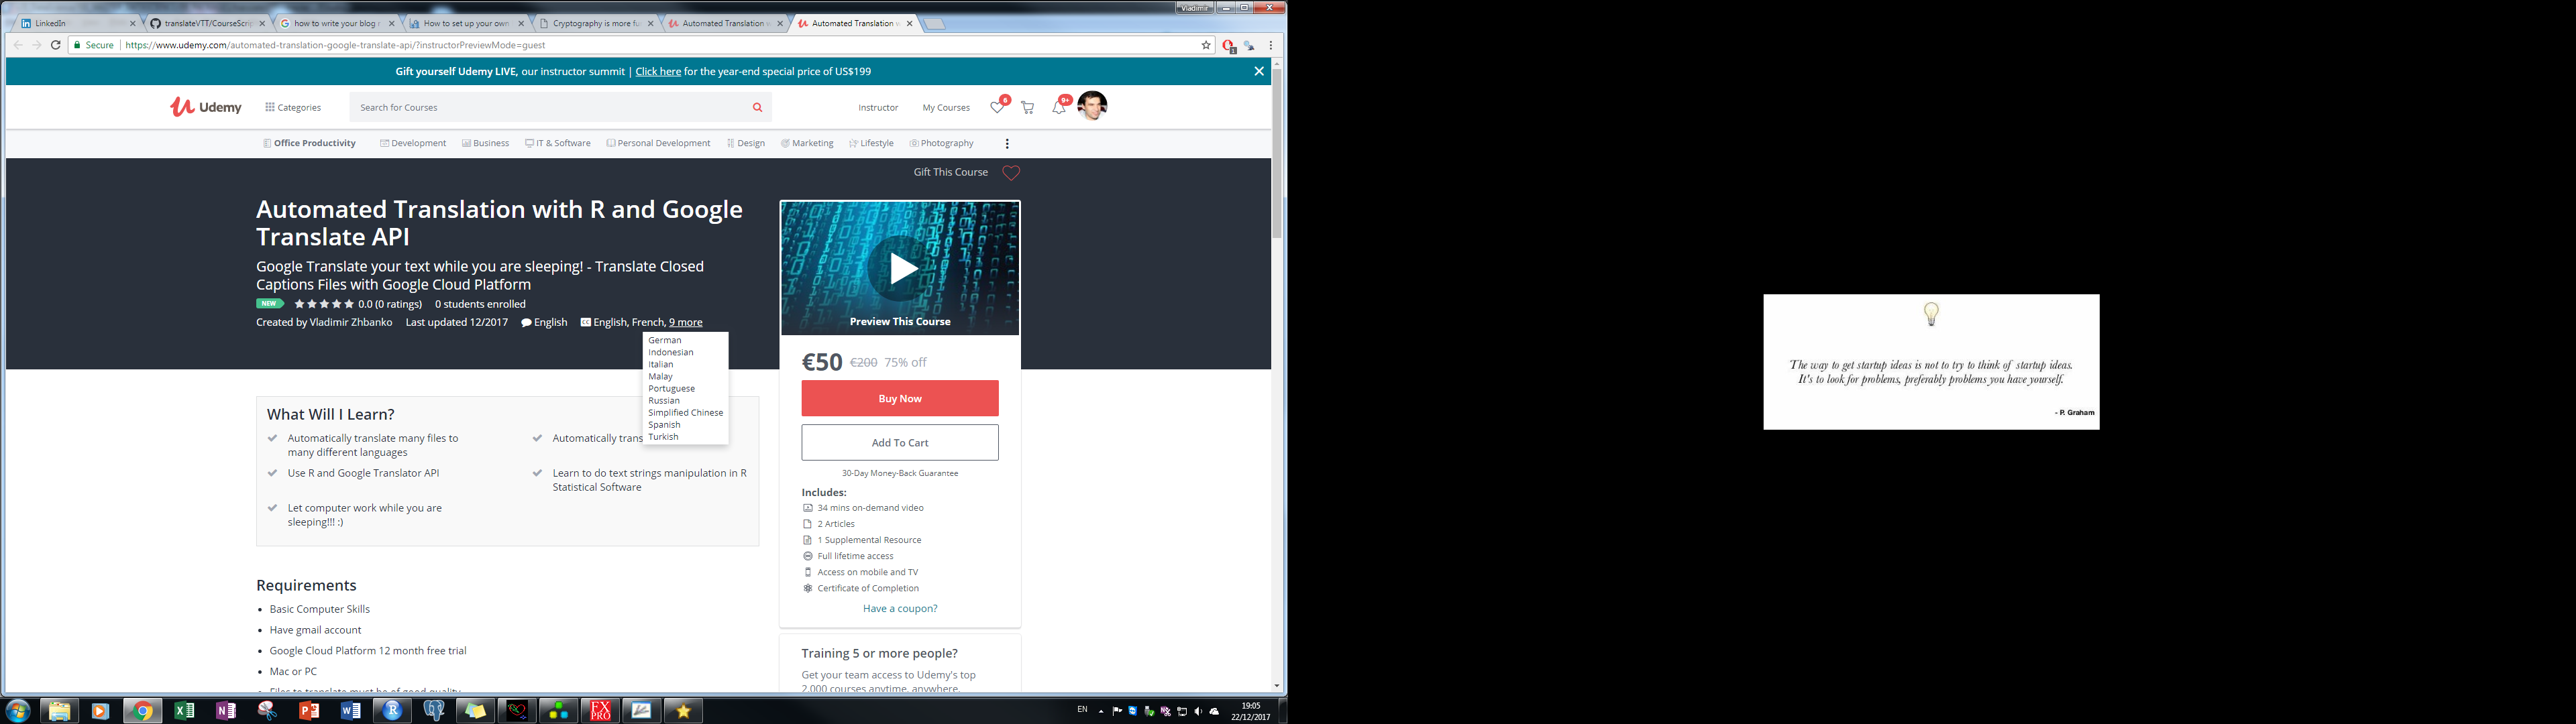 Vladimir
LinkedIn
translateVTT/CourseScrip
how to write your blog r
How to set up your own
Cryptography is more fu
Automated Translation w
Automated Translation w
Secure
https://www.udemy.com/automated-translation-google-translate-api/?instructorPreviewMode=guest
1
Gift yourself Udemy LIVE, our instructor summit | Click here for the year-end special price of US$199
Udemy
Categories
Search for Courses
Instructor
My Courses
6
9+
Office Productivity
Development
Business
IT & Software
Personal Development
Design
Marketing
Lifestyle
Photography
Gift This Course
Automated Translation with R and Google
Translate API
Google Translate your text while you are sleeping! - Translate Closed
Captions Files with Google Cloud Platform
NEW
0.0 (0 ratings)
0 students enrolled
Created by Vladimir Zhbanko
Last updated 12/2017
English
English, French, 9 more
German
Indonesian
Italian
Malay
Portuguese
Russian
Simplified Chinese
Spanish
Turkish
Preview This Course
€50 €200 75% off
Buy Now
Add To Cart
30-Day Money-Back Guarantee
Includes:
34 mins on-demand video
2 Articles
1 Supplemental Resource
Full lifetime access
Access on mobile and TV
Certificate of Completion
Have a coupon?
Training 5 or more people?
Get your team access to Udemy's top
2,000 courses anytime, anywhere.
What Will I Learn?
Automatically translate many files to
many different languages
Automatically trans
Use R and Google Translator API
Learn to do text strings manipulation in R
Statistical Software
Let computer work while you are
sleeping!!! :)
Requirements
Basic Computer Skills
Have gmail account
Google Cloud Platform 12 month free trial
Mac or PC
Files to translate must be of good quality
FX
PRO
EN
19:05
22/12/2017
The way to get startup ideas is not to try to think of startup ideas.
It's to look for problems, preferably problems you have yourself.
- P. Graham